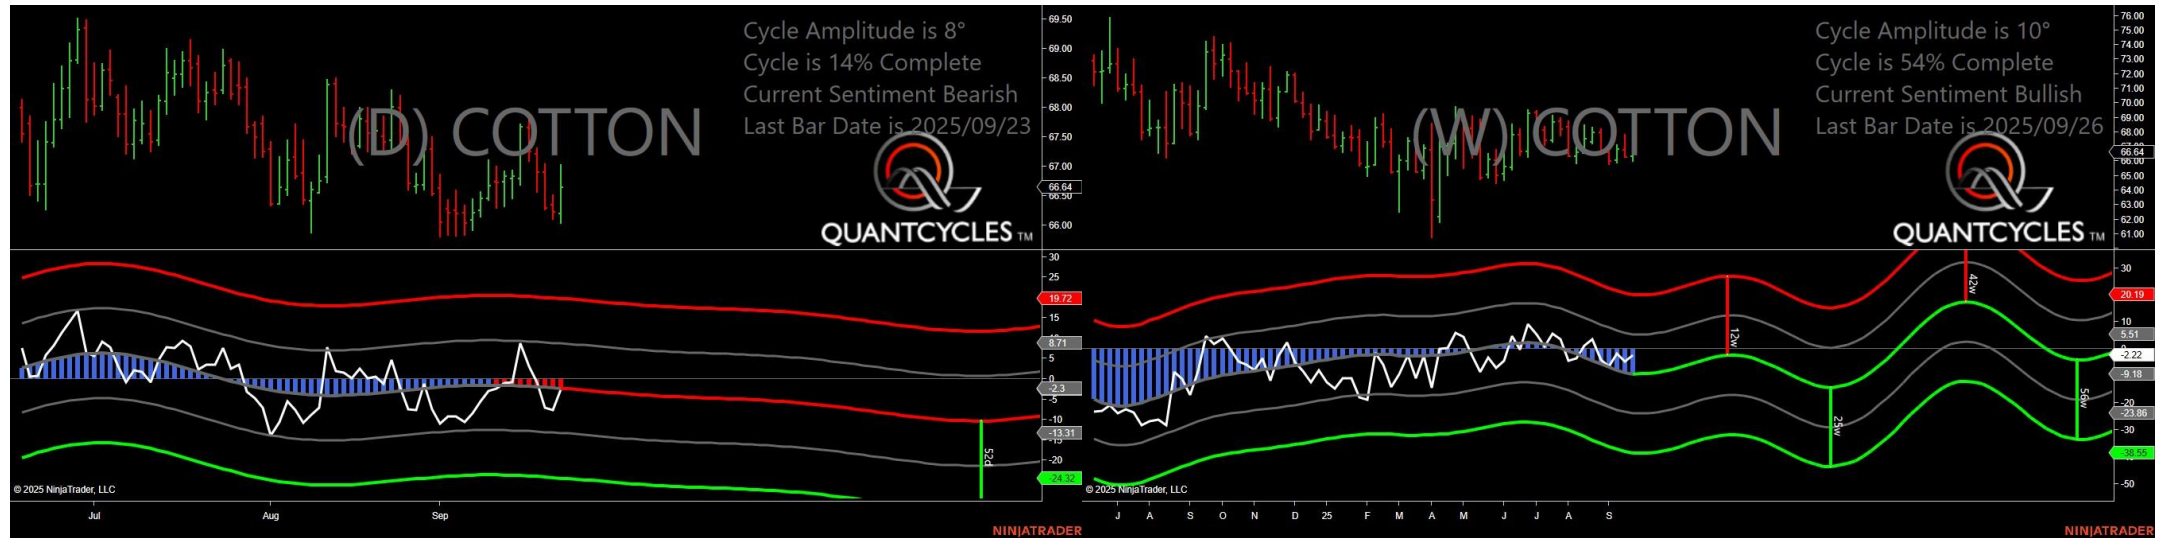 Cycle Amplitude is 8°
Cycle is 14% Complete
Current Sentiment Bearish
Last Bar Date is 2025/09/23
(D) COTTON
QUANTCYCLES TM
69.50
69.00
68.50
68.00
67.50
67.00
66.64
66.00
30
25
19.72
15
8.71
5
0
-2.3
-5
-10
-13.31
-15
-20
-24.32
52d
© 2025 NinjaTrader, LLC
Jul
Aug
Sep
NINJATRADER
Cycle Amplitude is 10°
Cycle is 54% Complete
Current Sentiment Bullish
Last Bar Date is 2025/09/26
(W) COTTON
QUANTCYCLES TM
76.00
75.00
74.00
73.00
72.00
71.00
70.00
69.00
68.00
67.00
66.64
66.00
65.00
64.00
63.00
62.00
61.00
30
20.19
10
5.51
-2.22
-9.18
-20
-23.86
-30
-38.55
-50
12w
25w
42w
56w
© 2025 NinjaTrader, LLC
J A S O N D 25 F M A M J J A S
NINJATRADER